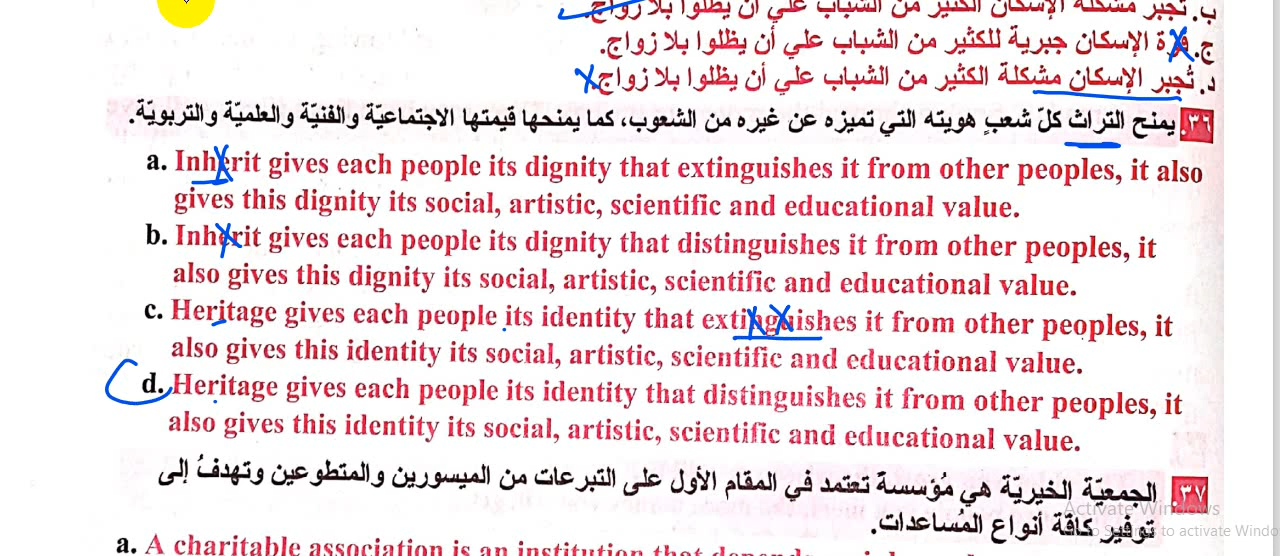 ب. تجبر مشكلة الإسكان الكثير من الشباب علي أن يظلوا بلا زواج.
ج. ة الإسكان جبرية للكثير من الشباب علي أن يظلوا بلا زواج.
د. تُجبر الإسكان مشكلة الكثير من الشباب علي أن يظلوا بلا زواج.
٣٦. يمنح التراث كلّ شعبٍ هويته التي تميزه عن غيره من الشعوب، كما يمنحها قيمتها الاجتماعيّة والفنيّة والعلميّة والتربويّة.
a. Inherit gives each people its dignity that extinguishes it from other peoples, it also
gives this dignity its social, artistic, scientific and educational value.
b. Inherit gives each people its dignity that distinguishes it from other peoples, it
also gives this dignity its social, artistic, scientific and educational value.
c. Heritage gives each people its identity that extinguishes it from other peoples, it
also gives this identity its social, artistic, scientific and educational value.
d. Heritage gives each people its identity that distinguishes it from other peoples, it
also gives this identity its social, artistic, scientific and educational value.
٣٧. الجمعيّة الخيريّة هي مُؤسسة تعتمد في المقام الأول على التبرعات من الميسورين والمتطوعين وتهدفُ إلى
توفير كافّة أنواع المُساعدات.
Activate Windows
to activate Windo
a. A charitable association is an institution that depends